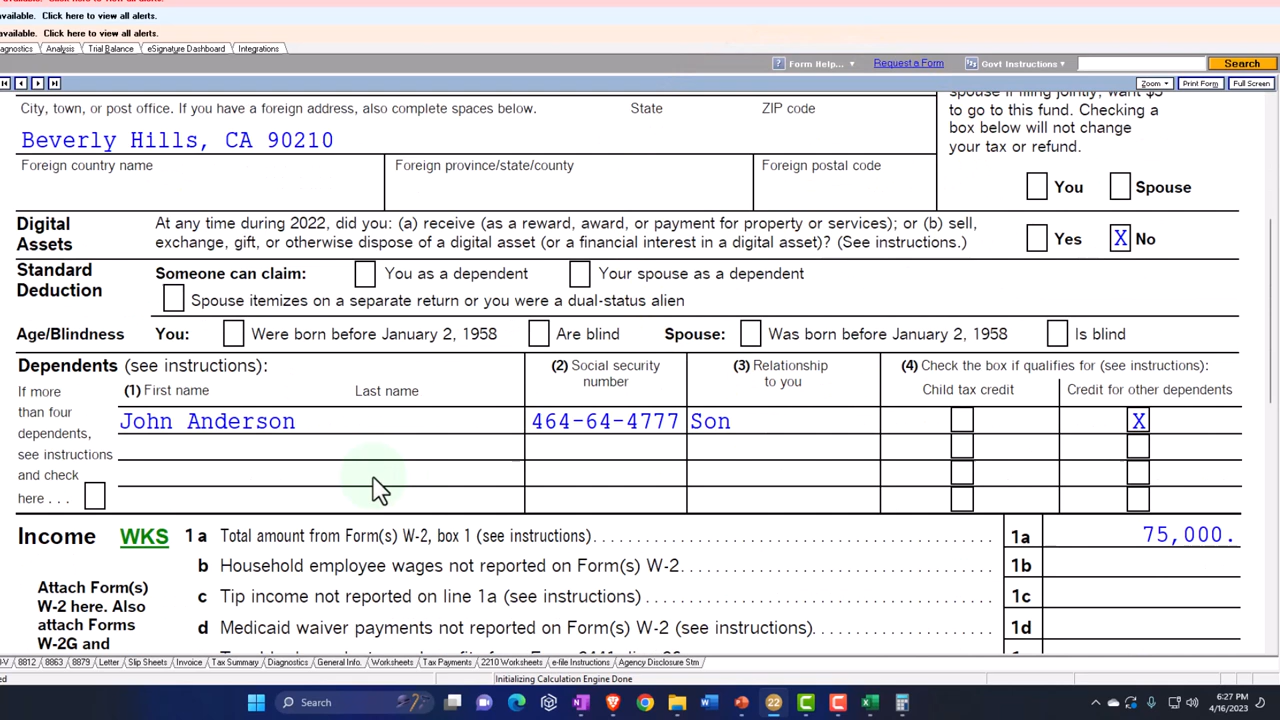 available. Click here to view all alerts.
available. Click here to view all alerts.
available. Click here to view all alerts.
Diagnostics Analysis Trial Balance eSignature Dashboard Integrations
Form Help... Request a Form Govt Instructions Search
Zoom Print Form Full Screen
City, town, or post office. If you have a foreign address, also complete spaces below. State ZIP code
Beverly Hills, CA 90210
Foreign country name Foreign province/state/county Foreign postal code
spouse if filing jointly, want $3
to go to this fund. Checking a
box below will not change
your tax or refund.
You Spouse
Digital Assets
At any time during 2022, did you: (a) receive (as a reward, award, or payment for property or services); or (b) sell,
exchange, gift, or otherwise dispose of a digital asset (or a financial interest in a digital asset)? (See instructions.)
Yes X No
Standard Deduction
Someone can claim: You as a dependent Your spouse as a dependent
Spouse itemizes on a separate return or you were a dual-status alien
Age/Blindness You: Were born before January 2, 1958 Are blind Spouse: Was born before January 2, 1958 Is blind
Dependents (see instructions): (2) Social security number (3) Relationship to you (4) Check the box if qualifies for (see instructions):
(1) First name Last name Child tax credit Credit for other dependents
If more
than four
dependents,
see instructions
and check
here . . .
John Anderson 464-64-4777 Son X
Income WKS 1a Total amount from Form(s) W-2, box 1 (see instructions) 1a 75,000.
b Household employee wages not reported on Form(s) W-2 1b
c Tip income not reported on line 1a (see instructions) 1c
d Medicaid waiver payments not reported on Form(s) W-2 (see instructions) 1d
Attach Form(s)
W-2 here. Also
attach Forms
W-2G and
8812 8863 8879 Letter Slip Sheets Invoice Tax Summary Diagnostics General Info. Worksheets Tax Payments 2210 Worksheets e-file Instructions Agency Disclosure Stm
Initializing Calculation Engine Done
Search
22
6:27 PM
4/16/2023